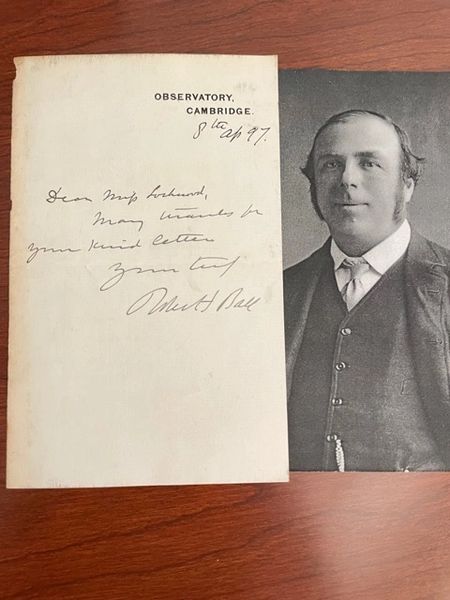 OBSERVATORY,
CAMBRIDGE.
8th Ap 97.
Dear Miss Lockwood,
Many thanks for
your kind letter
Yours truly
Robert S Ball